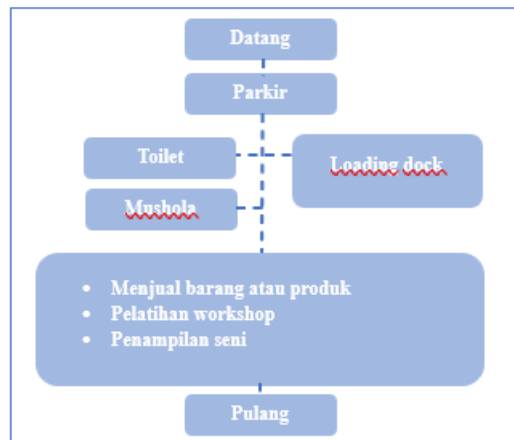 Datang
Parkir
Toilet
Loading dock
Mushola
• Menjual barang atau produk
• Pelatihan workshop
• Penampilan seni
Pulang